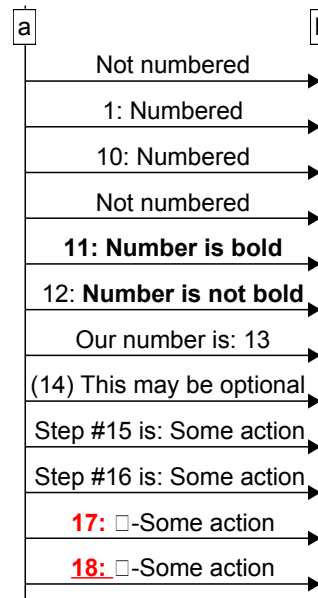 a
Not numbered
1: Numbered
10: Numbered
Not numbered
11: Number is bold
12: Number is not bold
Our number is: 13
(14) This may be optional
Step #15 is: Some action
Step #16 is: Some action
17: □-Some action
18: □-Some action